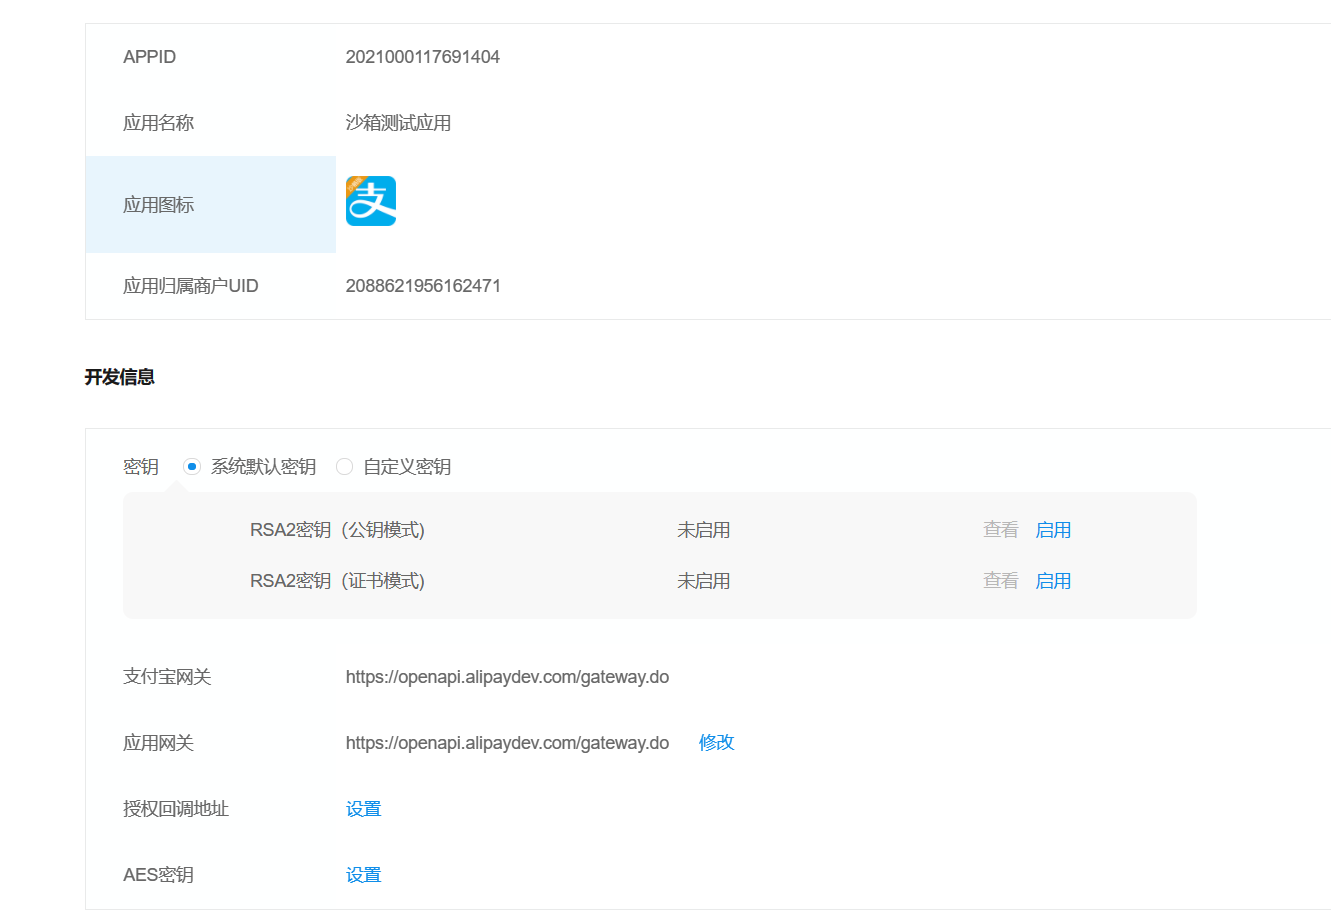 APPID 2021000117691404
应用名称 沙箱测试应用
应用图标 支
应用归属商户UID 2088621956162471
开发信息
密钥 系统默认密钥 自定义密钥
RSA2密钥（公钥模式) 未启用 查看 启用
RSA2密钥（证书模式) 未启用 查看 启用
支付宝网关 https://openapi.alipaydev.com/gateway.do
应用网关 https://openapi.alipaydev.com/gateway.do 修改
授权回调地址 设置
AES密钥 设置